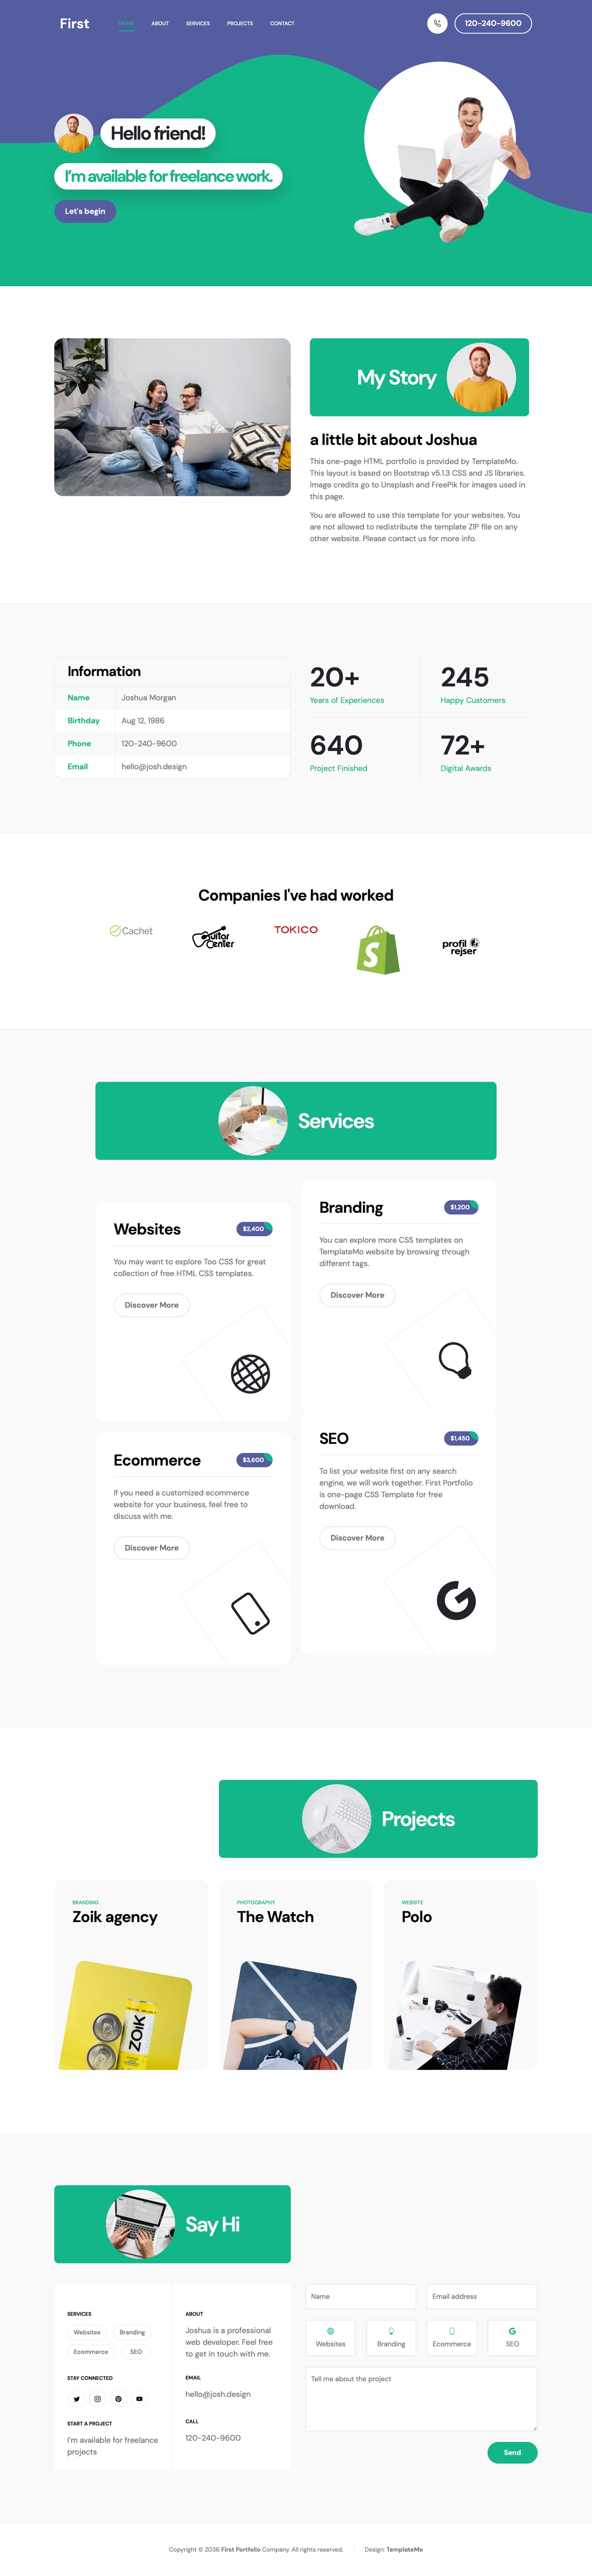 First
HOME
ABOUT
SERVICES
PROJECTS
CONTACT
120-240-9600
Hello friend!
I'm available for freelance work.
Let's begin
My Story
a little bit about Joshua
This one-page HTML portfolio is provided by TemplateMo.
This layout is based on Bootstrap v5.1.3 CSS and JS libraries.
Image credits go to Unsplash and FreePik for images used in
this page.
You are allowed to use this template for your websites. You
are not allowed to redistribute the template ZIP file on any
other website. Please contact us for more info.
Information
Name Joshua Morgan
Birthday Aug 12, 1986
Phone 120-240-9600
Email hello@josh.design
20+
Years of Experiences
245
Happy Customers
640
Project Finished
72+
Digital Awards
Companies I've had worked
Cachet
Guitar
Center
TOKICO
S
profil
rejser
Services
Websites
$2,400
You may want to explore Too CSS for great
collection of free HTML CSS templates.
Discover More
Branding
$1,200
You can explore more CSS templates on
TemplateMo website by browsing through
different tags.
Discover More
Ecommerce
$3,600
If you need a customized ecommerce
website for your business, feel free to
discuss with me.
Discover More
SEO
$1,450
To list your website first on any search
engine, we will work together. First Portfolio
is one-page CSS Template for free
download.
Discover More
Projects
BRANDING
Zoik agency
ZOIK
PHOTOGRAPHY
The Watch
WEBSITE
Polo
Say Hi
SERVICES
Websites
Branding
Ecommerce
SEO
STAY CONNECTED
START A PROJECT
I'm available for freelance
projects
ABOUT
Joshua is a professional
web developer. Feel free
to get in touch with me.
EMAIL
hello@josh.design
CALL
120-240-9600
Name
Email address
Websites
Branding
Ecommerce
SEO
Tell me about the project
Send
Copyright © 2036 First Portfolio Company. All rights reserved.
Design: TemplateMo